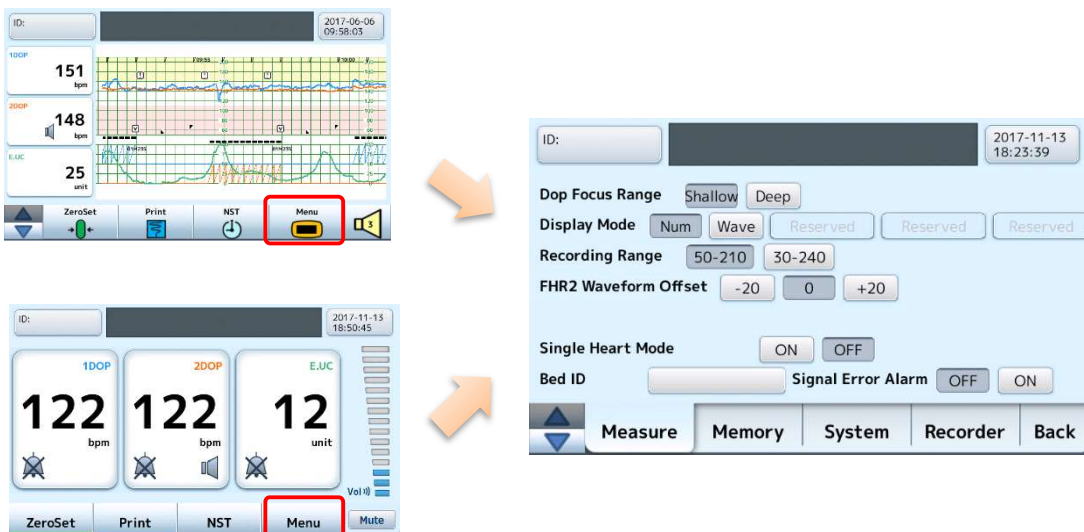 ID:
2017-06-06
09:58:03
1DOP
151
bpm
2DOP
148
bpm
E.UC
25
unit
ZeroSet Print NST Menu
3
ID:
2017-11-13
18:50:45
1DOP 2DOP E.UC
122 122 12
bpm bpm unit
Vol
ZeroSet Print NST Menu Mute
ID:
2017-11-13
18:23:39
Dop Focus Range Shallow Deep
Display Mode Num Wave Reserved Reserved Reserved
Recording Range 50-210 30-240
FHR2 Waveform Offset -20 0 +20
Single Heart Mode ON OFF
Bed ID Signal Error Alarm OFF ON
Measure Memory System Recorder Back